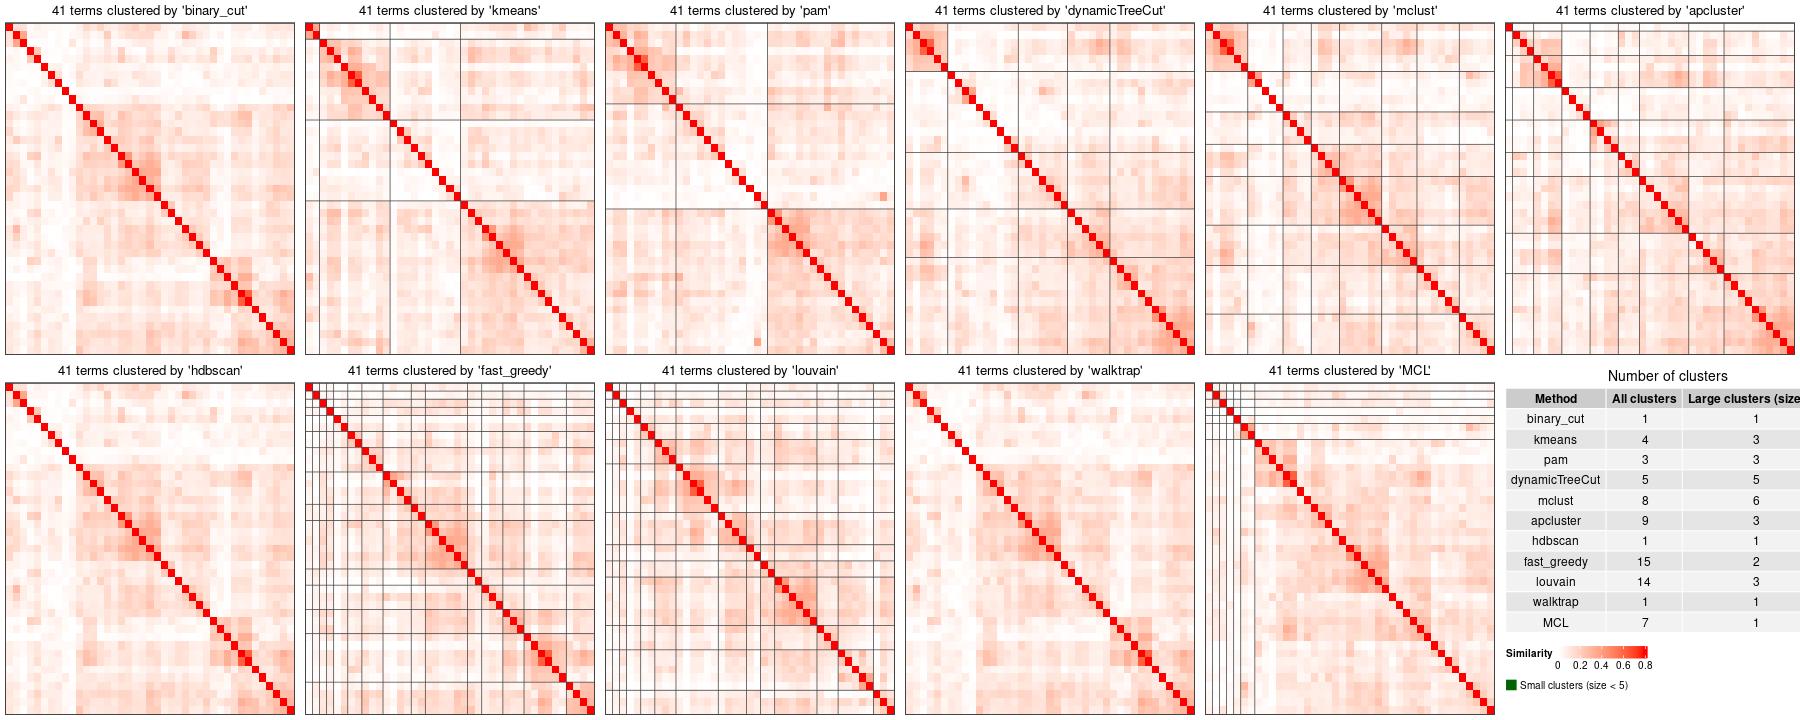 41 terms clustered by 'binary_cut'
41 terms clustered by 'kmeans'
41 terms clustered by 'pam'
41 terms clustered by 'dynamicTreeCut'
41 terms clustered by 'mclust'
41 terms clustered by 'apcluster'
41 terms clustered by 'hdbscan'
41 terms clustered by 'fast_greedy'
41 terms clustered by 'louvain'
41 terms clustered by 'walktrap'
41 terms clustered by 'MCL'
Number of clusters
Method All clusters Large clusters (size
binary_cut 1 1
kmeans 4 3
pam 3 3
dynamicTreeCut 5 5
mclust 8 6
apcluster 9 3
hdbscan 1 1
fast_greedy 15 2
louvain 14 3
walktrap 1 1
MCL 7 1
Similarity
0 0.2 0.4 0.6 0.8
Small clusters (size < 5)